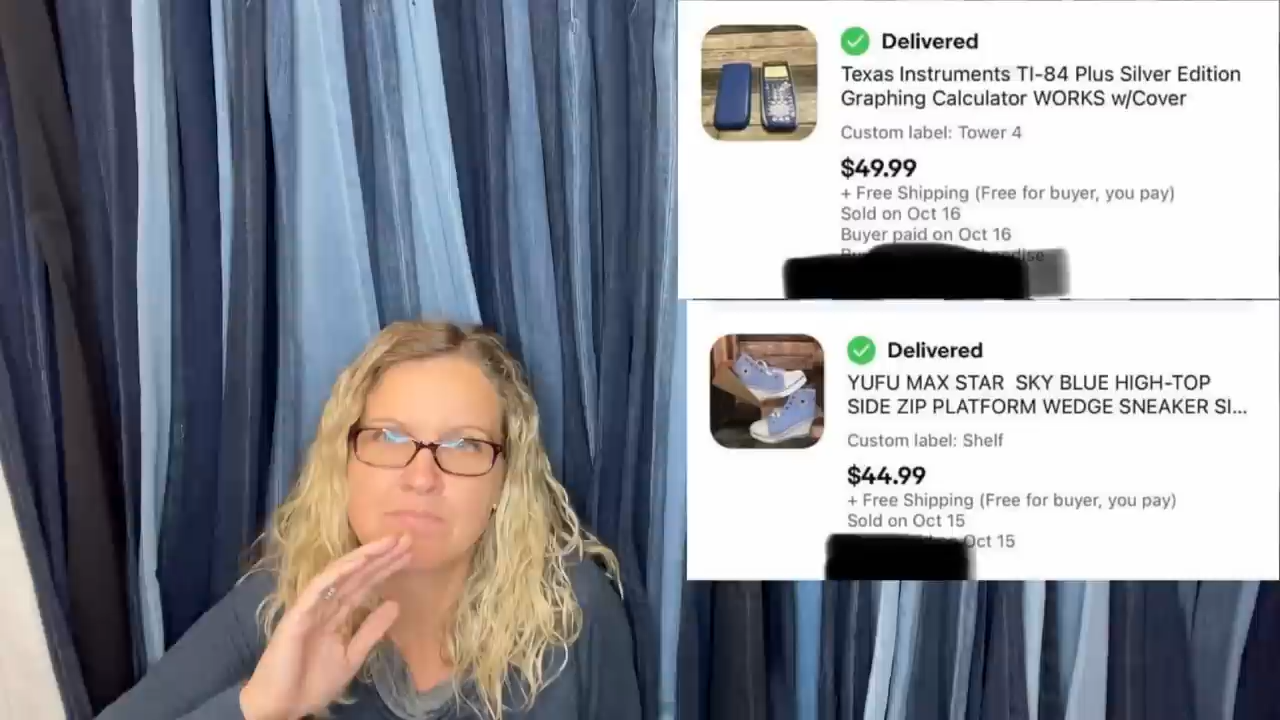 Delivered
Texas Instruments TI-84 Plus Silver Edition
Graphing Calculator WORKS w/Cover
Custom label: Tower 4
$49.99
+ Free Shipping (Free for buyer, you pay)
Sold on Oct 16
Buyer paid on Oct 16
Delivered
YUFU MAX STAR SKY BLUE HIGH-TOP
SIDE ZIP PLATFORM WEDGE SNEAKER SI...
Custom label: Shelf
$44.99
+ Free Shipping (Free for buyer, you pay)
Sold on Oct 15
Oct 15